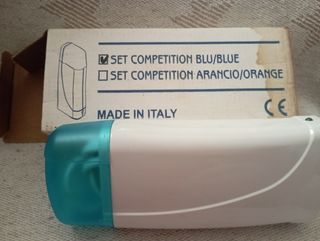 SET COMPETITION BLU/BLUE
SET COMPETITION ARANCIO/ORANGE
MADE IN ITALY CE